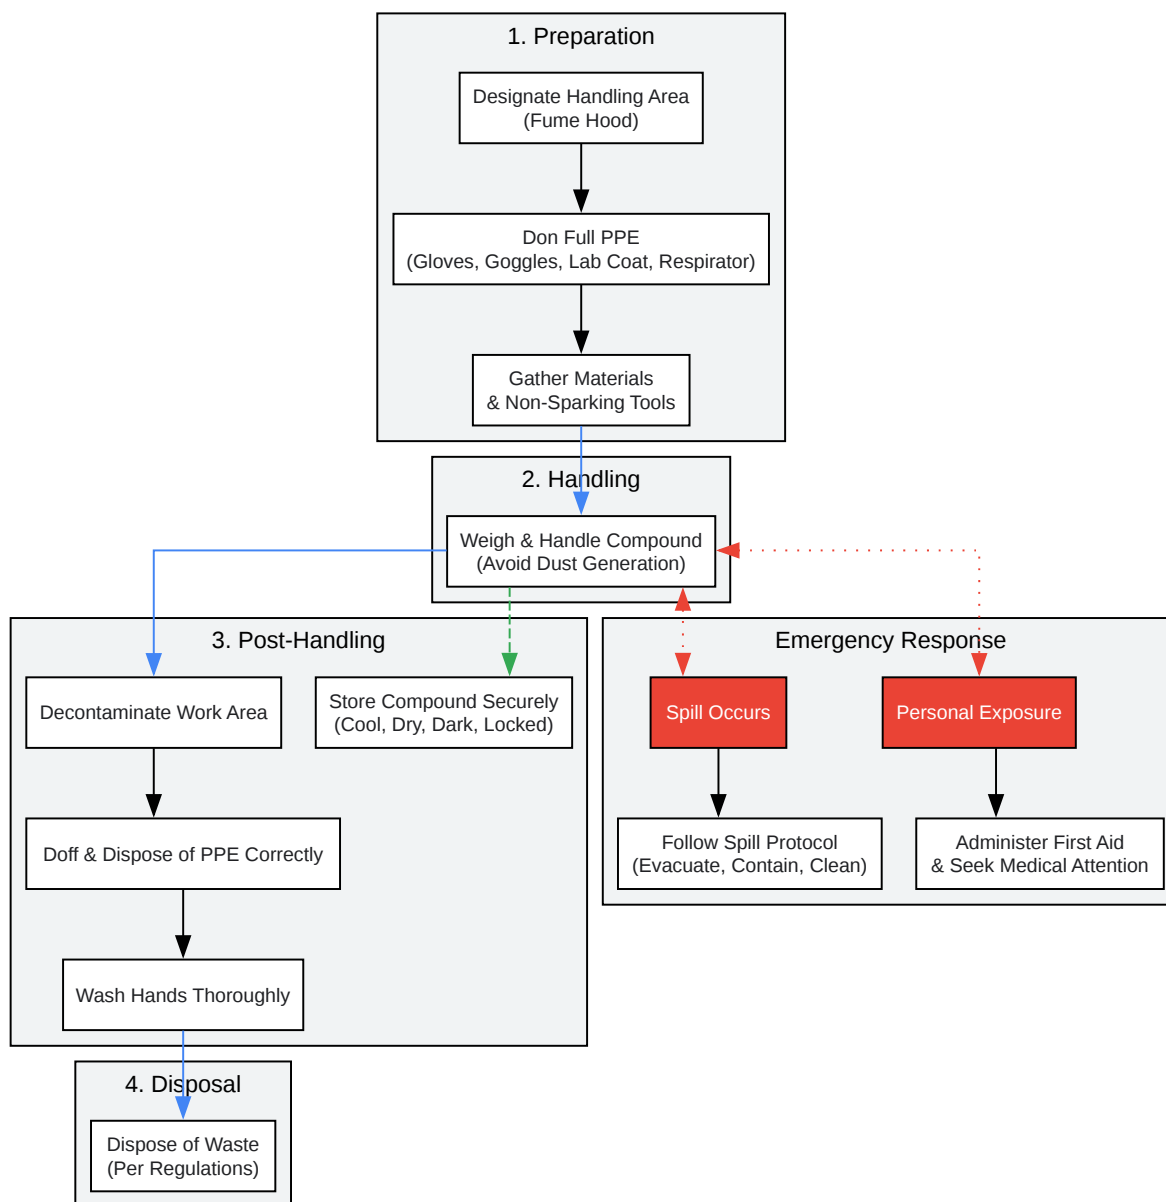 1. Preparation
Designate Handling Area
(Fume Hood)
Don Full PPE
(Gloves, Goggles, Lab Coat, Respirator)
Gather Materials
& Non-Sparking Tools
2. Handling
Weigh & Handle Compound
(Avoid Dust Generation)
3. Post-Handling
Decontaminate Work Area
Store Compound Securely
(Cool, Dry, Dark, Locked)
Doff & Dispose of PPE Correctly
Wash Hands Thoroughly
Emergency Response
Spill Occurs
Personal Exposure
Follow Spill Protocol
(Evacuate, Contain, Clean)
Administer First Aid
& Seek Medical Attention
4. Disposal
Dispose of Waste
(Per Regulations)